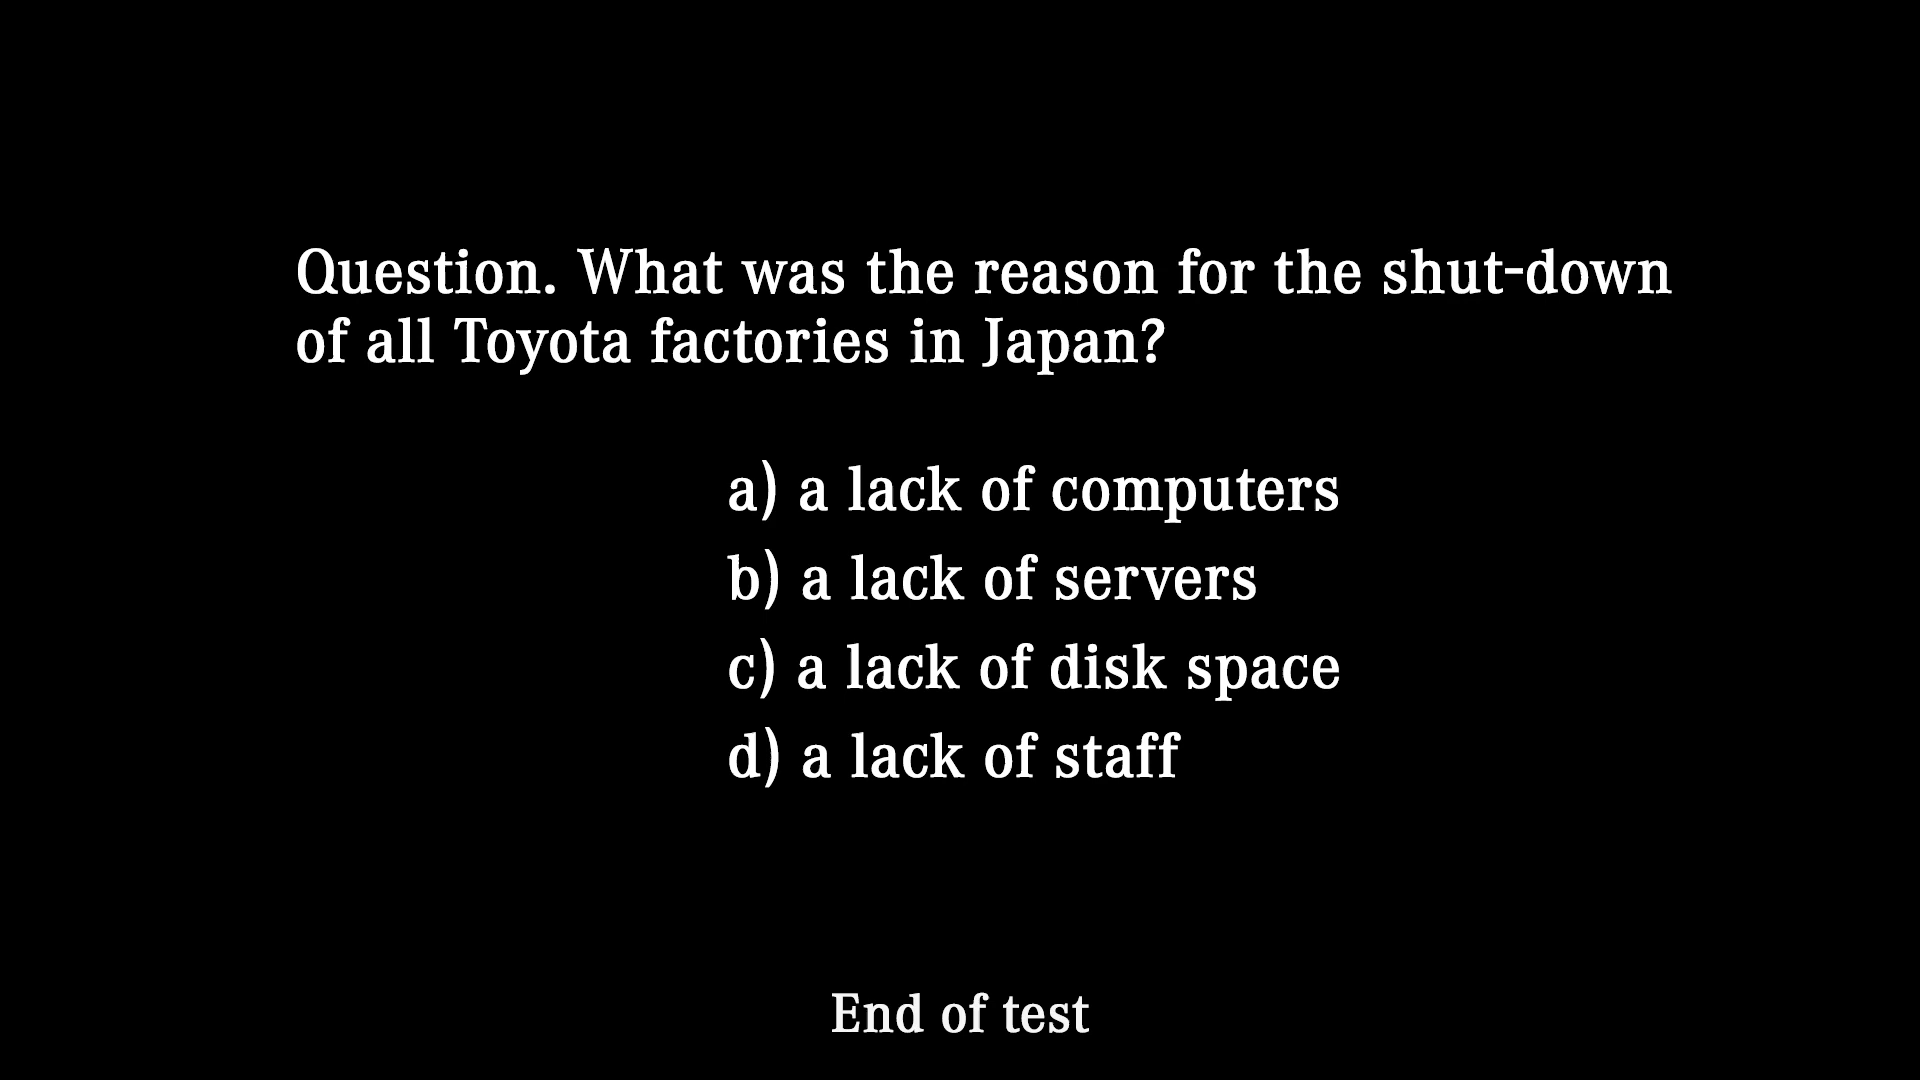 Question. What was the reason for the shut-down
of all Toyota factories in Japan?
a) a lack of computers
b) a lack of servers
c) a lack of disk space
d) a lack of staff
End of test